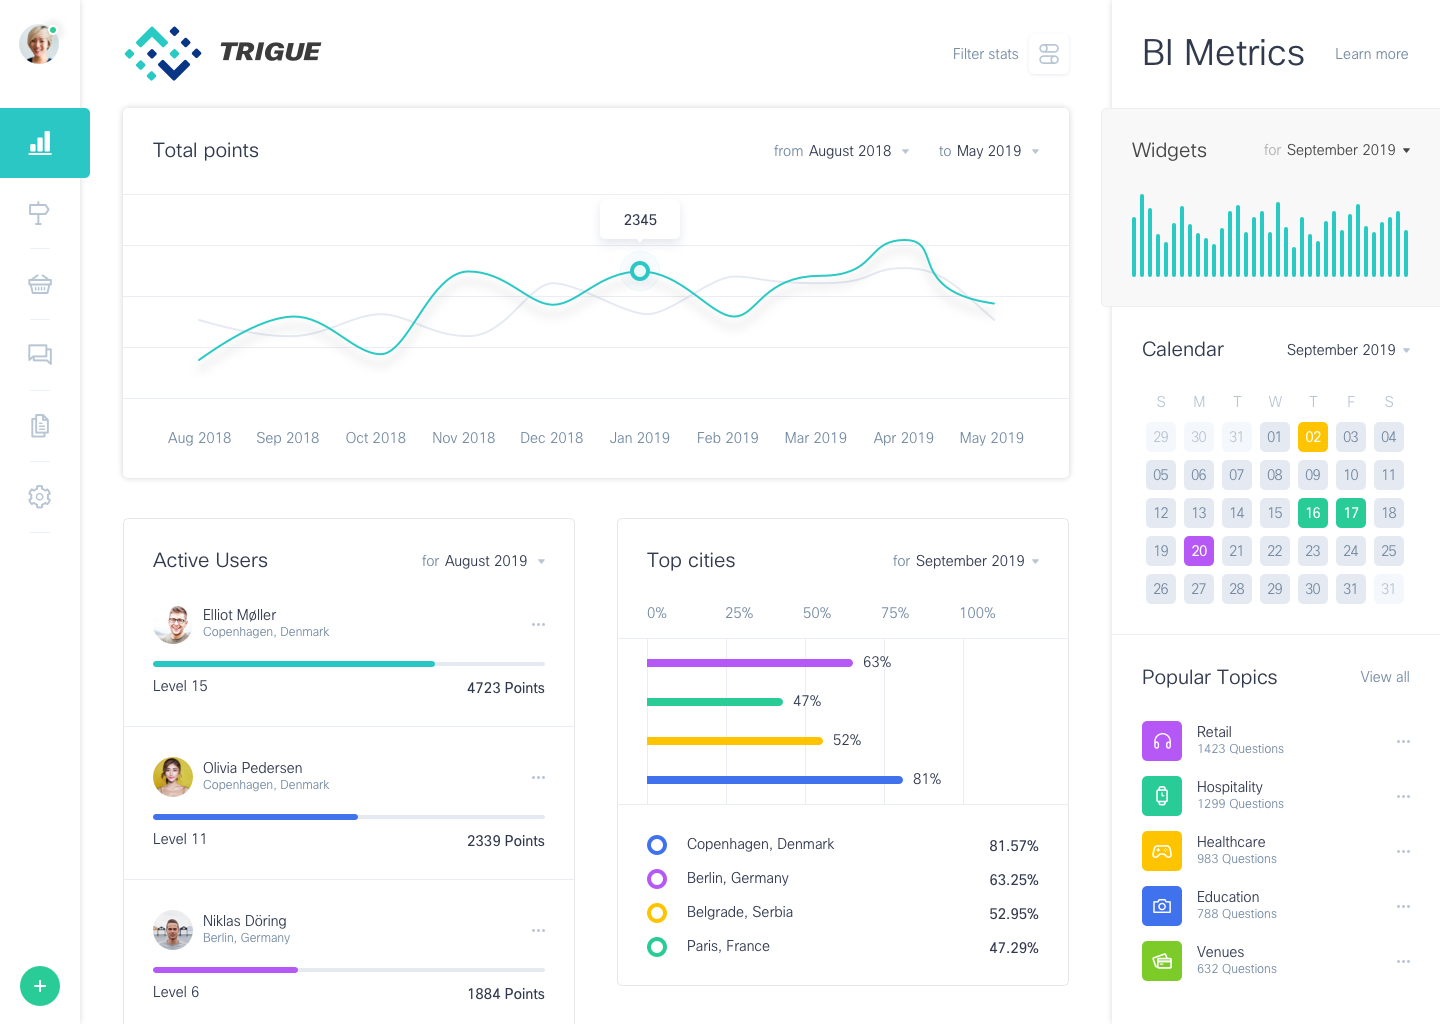 TRIGUE
Filter stats
BI Metrics
Learn more
Total points
from August 2018
to May 2019
2345
Aug 2018 Sep 2018 Oct 2018 Nov 2018 Dec 2018 Jan 2019 Feb 2019 Mar 2019 Apr 2019 May 2019
Widgets
for September 2019
Calendar
September 2019
S M T W T F S
29 30 31 01 02 03 04
05 06 07 08 09 10 11
12 13 14 15 16 17 18
19 20 21 22 23 24 25
26 27 28 29 30 31 31
Active Users
for August 2019
Elliot Møller
Copenhagen, Denmark
Level 15
4723 Points
Olivia Pedersen
Copenhagen, Denmark
Level 11
2339 Points
Niklas Döring
Berlin, Germany
Level 6
1884 Points
Top cities
for September 2019
0% 25% 50% 75% 100%
63%
47%
52%
81%
Copenhagen, Denmark 81.57%
Berlin, Germany 63.25%
Belgrade, Serbia 52.95%
Paris, France 47.29%
Popular Topics
View all
Retail
1423 Questions
Hospitality
1299 Questions
Healthcare
983 Questions
Education
788 Questions
Venues
632 Questions